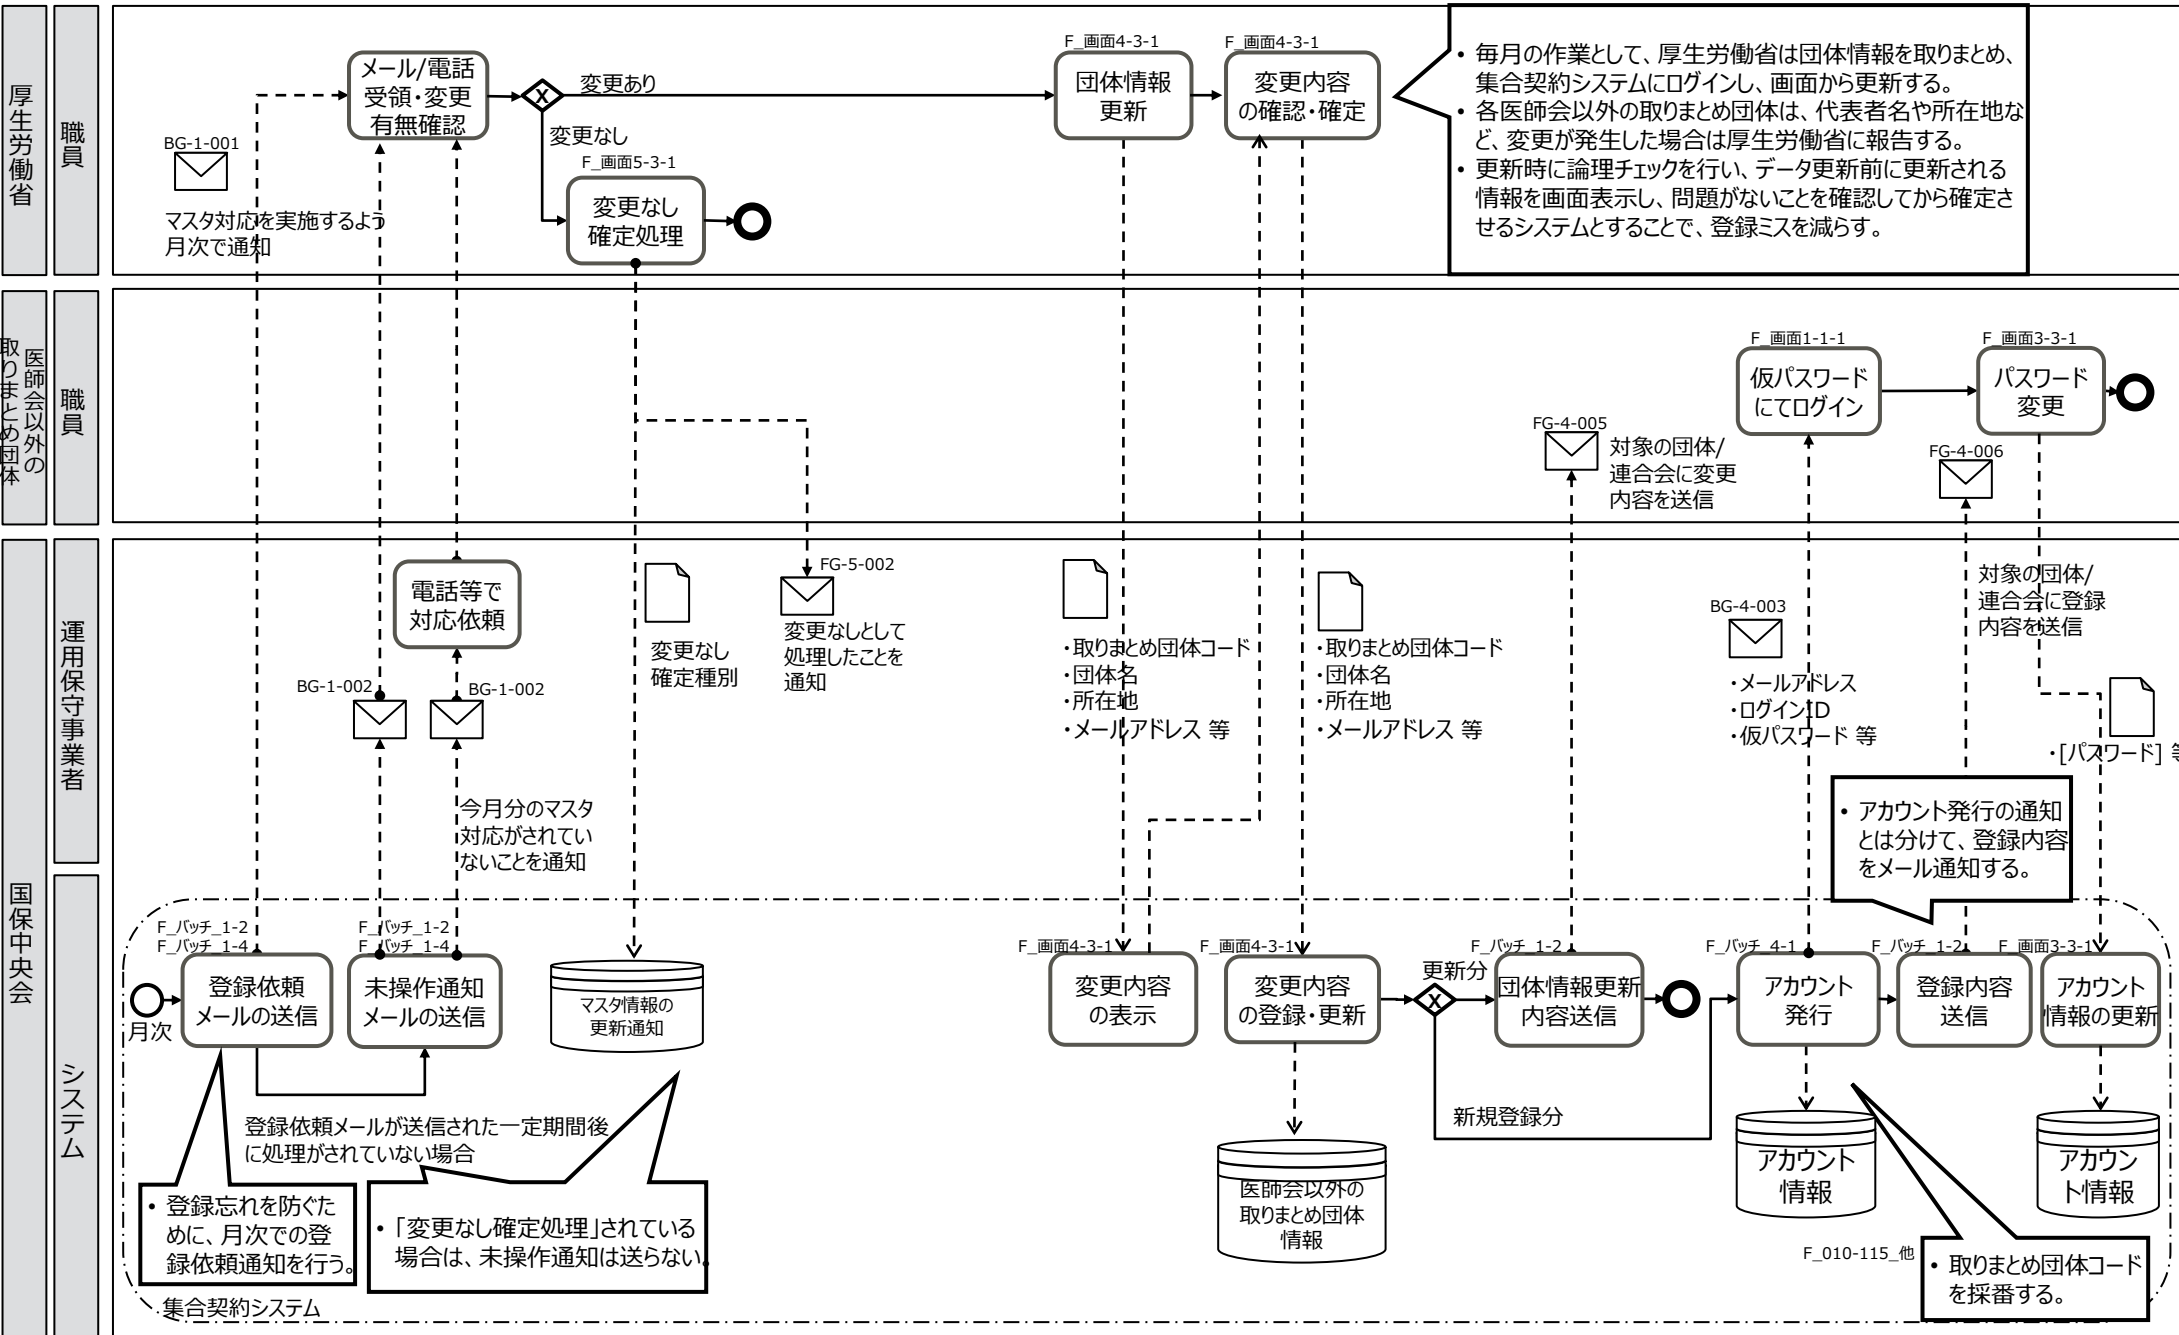 厚生労働省
職員
BG-1-001
マスタ対応を実施するよう
月次で通知
メール/電話
受領・変更
有無確認
X
変更あり
変更なし
F_画面5-3-1
変更なし
確定処理
F_画面4-3-1
団体情報
更新
F_画面4-3-1
変更内容
の確認・確定
• 毎月の作業として、厚生労働省は団体情報を取りまとめ、
集合契約システムにログインし、画面から更新する。
• 各医師会以外の取りまとめ団体は、代表者名や所在地な
ど、変更が発生した場合は厚生労働省に報告する。
• 更新時に論理チェックを行い、データ更新前に更新される
情報を画面表示し、問題がないことを確認してから確定さ
せるシステムとすることで、登録ミスを減らす。
医師会以外の
取りまとめ団体
職員
FG-4-005
対象の団体/
連合会に変更
内容を送信
F_画面1-1-1
仮パスワード
にてログイン
F_画面3-3-1
パスワード
変更
FG-4-006
対象の団体/
連合会に登録
内容を送信
国保中央会
運用保守事業者
電話等で
対応依頼
BG-1-002
BG-1-002
今月分のマスタ
対応がされてい
ないことを通知
変更なし
確定種別
FG-5-002
変更なしとして
処理したことを
通知
・取りまとめ団体コード
・団体名
・所在地
・メールアドレス 等
・取りまとめ団体コード
・団体名
・所在地
・メールアドレス 等
BG-4-003
・メールアドレス
・ログインID
・仮パスワード 等
・[パスワード] 等
• アカウント発行の通知
とは分けて、登録内容
をメール通知する。
システム
月次
F_バッチ_1-2
F_バッチ_1-4
登録依頼
メールの送信
F_バッチ_1-2
F_バッチ_1-4
未操作通知
メールの送信
マスタ情報の
更新通知
F_画面4-3-1
変更内容
の表示
F_画面4-3-1
変更内容
の登録・更新
X
更新分
新規登録分
F_バッチ_1-2
団体情報更新
内容送信
F_バッチ_4-1
アカウント
発行
F_バッチ_1-2
登録内容
送信
F_画面3-3-1
アカウント
情報の更新
登録依頼メールが送信された一定期間後
に処理がされていない場合
• 登録忘れを防ぐた
めに、月次での登
録依頼通知を行う。
• 「変更なし確定処理」されている
場合は、未操作通知は送らない。
医師会以外の
取りまとめ団体
情報
アカウント
情報
アカウン
ト情報
F_010-115_他
• 取りまとめ団体コード
を採番する。
集合契約システム